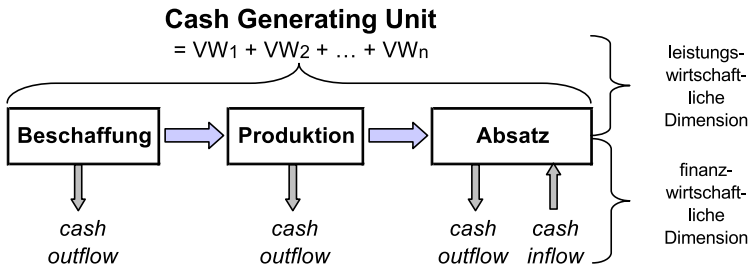 Cash Generating Unit
= VW1 + VW2 + … + VWn
Beschaffung
Produktion
Absatz
cash
outflow
cash
outflow
cash
outflow
cash
inflow
leistungs-
wirtschaft-
liche
Dimension
finanz-
wirtschaft-
liche
Dimension